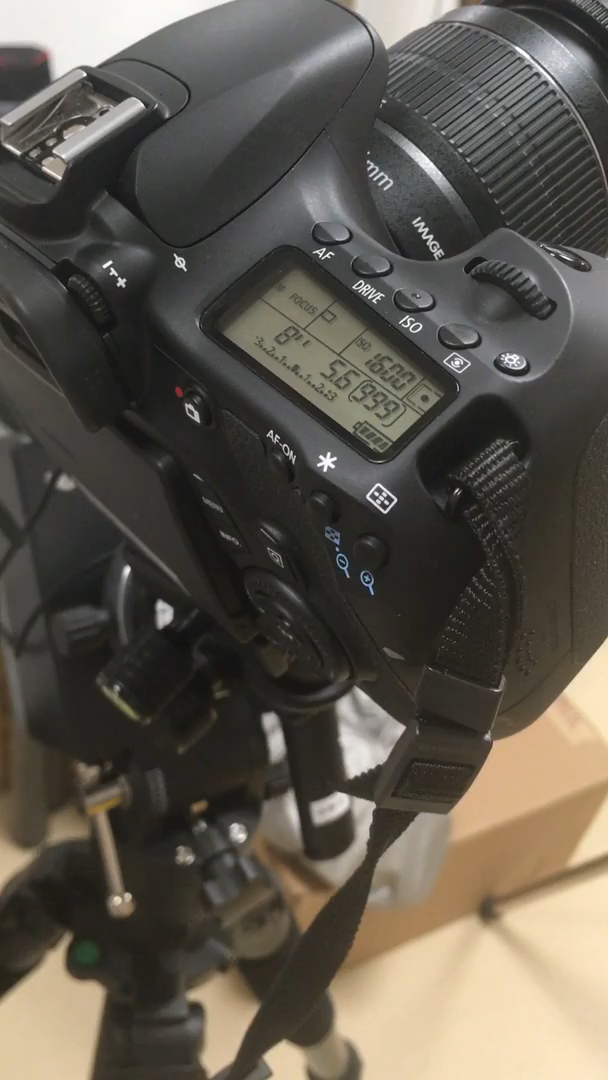 mm
IMAGE
AF
DRIVE
ISO
FOCUS
ISO
1600
8"
5.6
(999)
3..2..1..0..1..2..3
AF-ON
MENU
INFO
Q